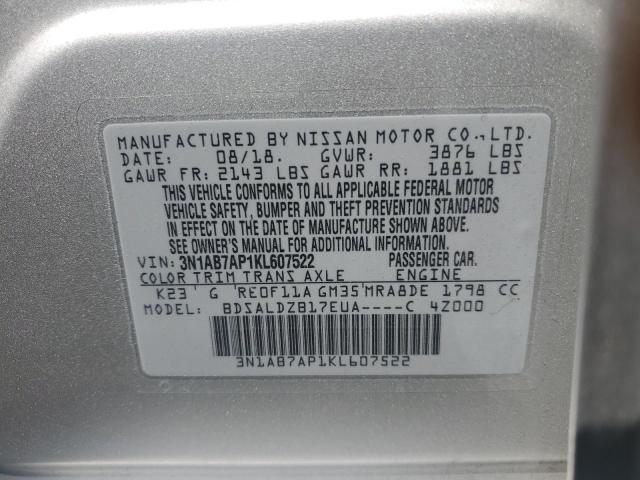 MANUFACTURED BY NISSAN MOTOR CO.,LTD.
DATE: 08/18. GVWR: 3876 LBS
GAWR FR: 2143 LBS GAWR RR: 1881 LBS
THIS VEHICLE CONFORMS TO ALL APPLICABLE FEDERAL MOTOR
VEHICLE SAFETY, BUMPER AND THEFT PREVENTION STANDARDS
IN EFFECT ON THE DATE OF MANUFACTURE SHOWN ABOVE.
SEE OWNER'S MANUAL FOR ADDITIONAL INFORMATION.
VIN: 3N1AB7AP1KL607522 PASSENGER CAR.
COLOR TRIM TRANS AXLE ENGINE
K23 G RE0F11A GM35 MRA8DE 1798 CC
MODEL: BDSALDZB17EUA----C 4Z000
3N1AB7AP1KL607522